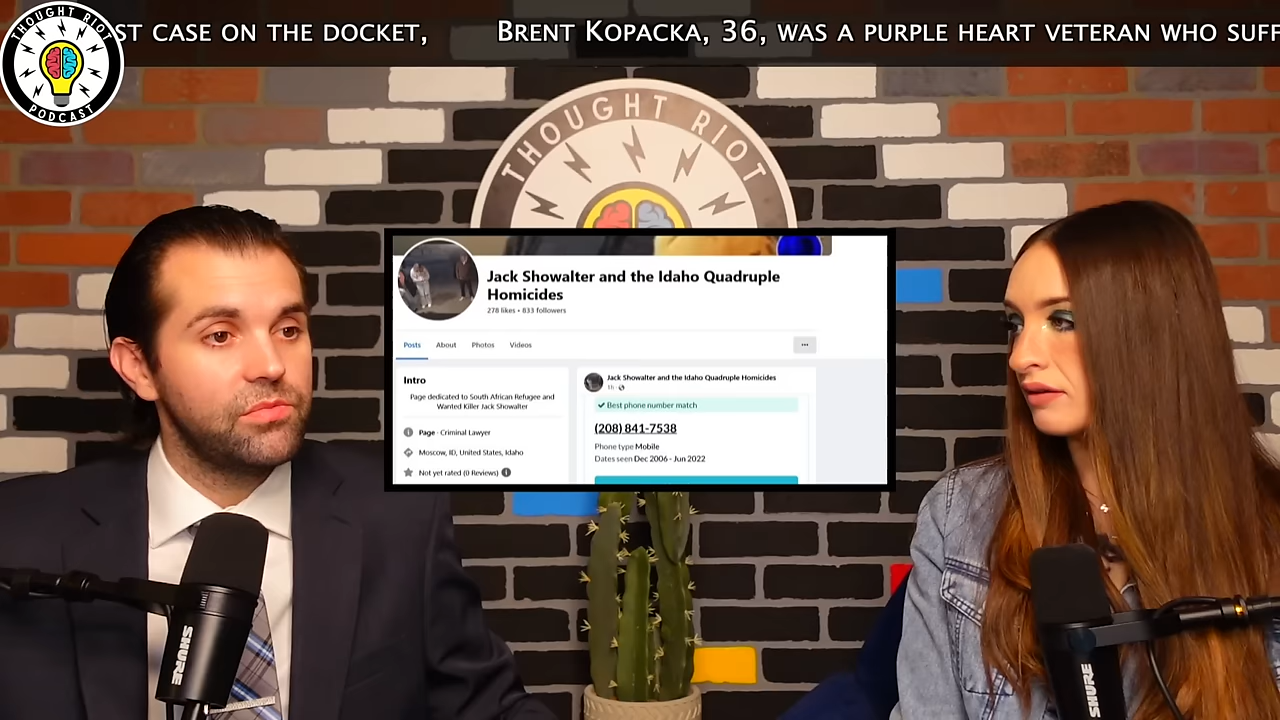 THOUGHT RIOT
PODCAST
ST CASE ON THE DOCKET, BRENT KOPACKA, 36, WAS A PURPLE HEART VETERAN WHO SUFF
THOUGHT RIOT
Jack Showalter and the Idaho Quadruple
Homicides
278 likes • 833 followers
Posts About Photos Videos
...
Intro
Page dedicated to South African Refugee and
Wanted Killer Jack Showalter
Page · Criminal Lawyer
Moscow, ID, United States, Idaho
Not yet rated (0 Reviews)
Jack Showalter and the Idaho Quadruple Homicides
1h ·
Best phone number match
(208) 841-7538
Phone type Mobile
Dates seen Dec 2006 - Jun 2022
SHURE
SHURE